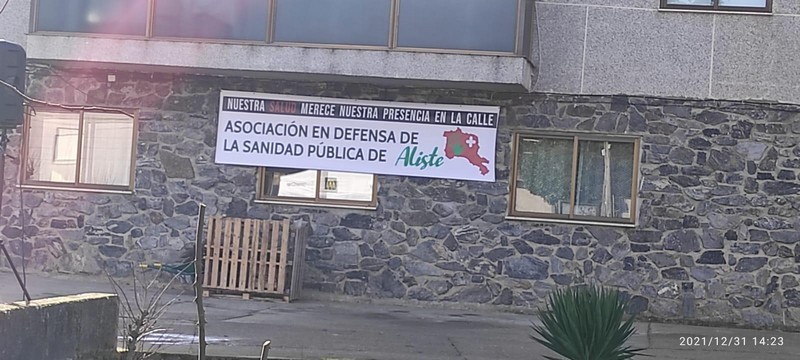 NUESTRA SALUD MERECE NUESTRA PRESENCIA EN LA CALLE
ASOCIACIÓN EN DEFENSA DE
LA SANIDAD PÚBLICA DE Aliste
2021/12/31 14:23